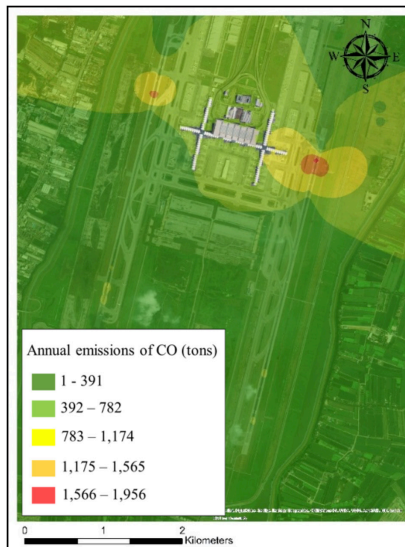 N
W E
S
Annual emissions of CO (tons)
1 - 391
392 – 782
783 – 1,174
1,175 – 1,565
1,566 – 1,956
0 1 2
Kilometers